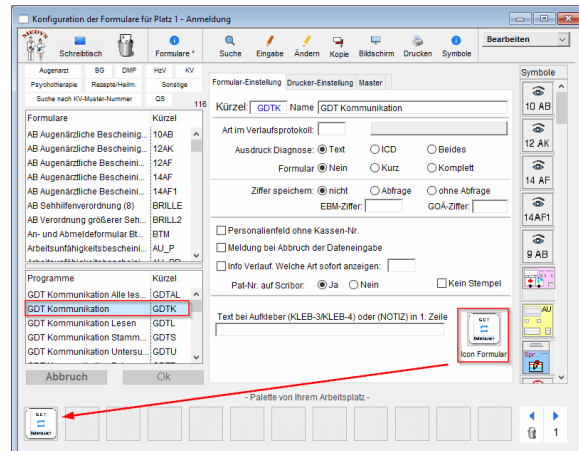 Konfiguration der Formulare für Platz 1 - Anmeldung
MEDYS
Schreibtisch
Formulare °
Suche Eingabe Ändern Kopie Bildschirm Drucken Symbole
Bearbeiten
Augenarzt BG DMP HzV KV
Psychotherapie Rezepte/Heilm. Sonstige
Suche nach KV-Muster-Nummer QS 116
Formulare Kürzel
AB Augenärztliche Bescheinig... 10AB
AB Augenärztliche Bescheini... 12AK
AB Augenärztliche Bescheini... 12AF
AB Augenärztliche Bescheini... 14AF
AB Augenärztliche Bescheini... 14AF1
AB Sehhilfenverordnung (8) BRILLE
AB Verordnung größerer Seh... BRILL2
An- und Abmeldeformular Bt... BTM
Arbeitsunfähigkeitsbescheini... AU_P
Programme Kürzel
GDT Kommunikation Alle les... GDTAL
GDT Kommunikation GDTK
GDT Kommunikation Lesen GDTL
GDT Kommunikation Stamm... GDTS
GDT Kommunikation Untersu... GDTU
Abbruch Ok
Formular-Einstellung Drucker-Einstellung Master
Kürzel: GDTK Name GDT Kommunikation
Art im Verlaufsprotokoll:
Ausdruck Diagnose: Text ICD Beides
Formular Nein Kurz Komplett
Ziffer speichern: nicht Abfrage ohne Abfrage
EBM-Ziffer: GOÄ-Ziffer:
Personalienfeld ohne Kassen-Nr.
Meldung bei Abbruch der Dateneingabe
Info Verlauf. Welche Art sofort anzeigen:
Pat-Nr. auf Scribor: Ja Nein Kein Stempel
Text bei Aufkleber (KLEB-3/KLEB-4) oder (NOTIZ) in 1. Zeile
Icon Formular
Symbole
10 AB
12 AK
14 AF
14AF1
9 AB
AU
Spr...
- Palette von Ihrem Arbeitsplatz -
1